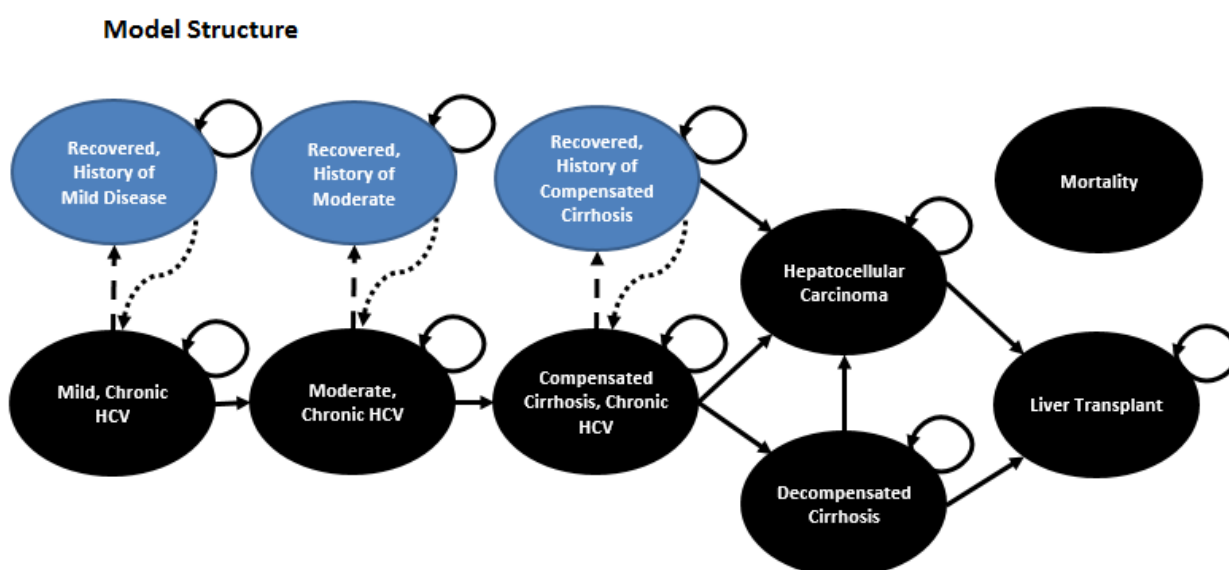 Model Structure
Recovered,
History of
Mild Disease
Recovered,
History of
Moderate
Recovered,
History of
Compensated
Cirrhosis
Mortality
Hepatocellular
Carcinoma
Mild, Chronic
HCV
Moderate,
Chronic HCV
Compensated
Cirrhosis, Chronic
HCV
Liver Transplant
Decompensated
Cirrhosis